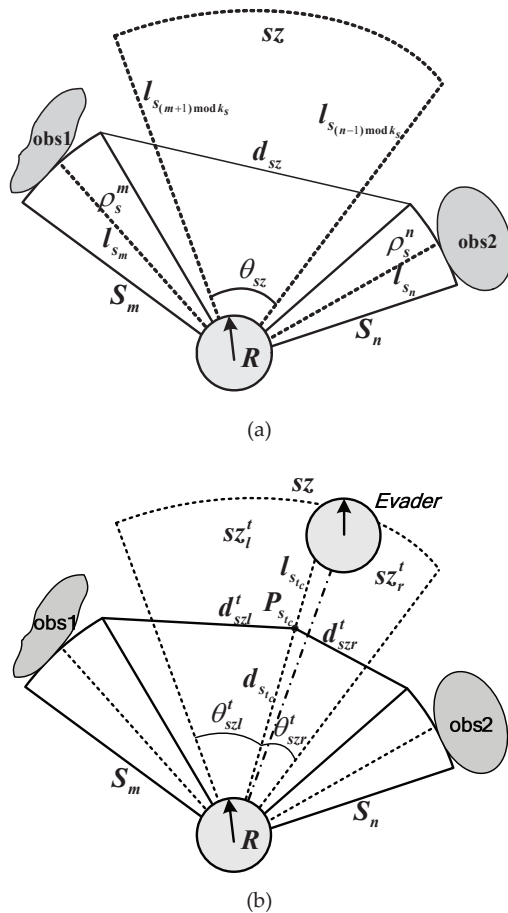 sz
l_{s_{(m+1) mod k_s}}
l_{s_{(n-1) mod k_s}}
obs1
d_{sz}
ρ_s^m
ρ_s^n
obs2
l_{s_m}
θ_{sz}
l_{s_n}
S_m
S_n
R
(a)
sz
Evader
sz_l^t
l_{s_{tc}}
sz_r^t
P_{s_{tc}}
obs1
d_{szl}^t
d_{szr}^t
d_{s_{tc}}
θ_{szl}^t
θ_{szr}^t
obs2
S_m
S_n
R
(b)